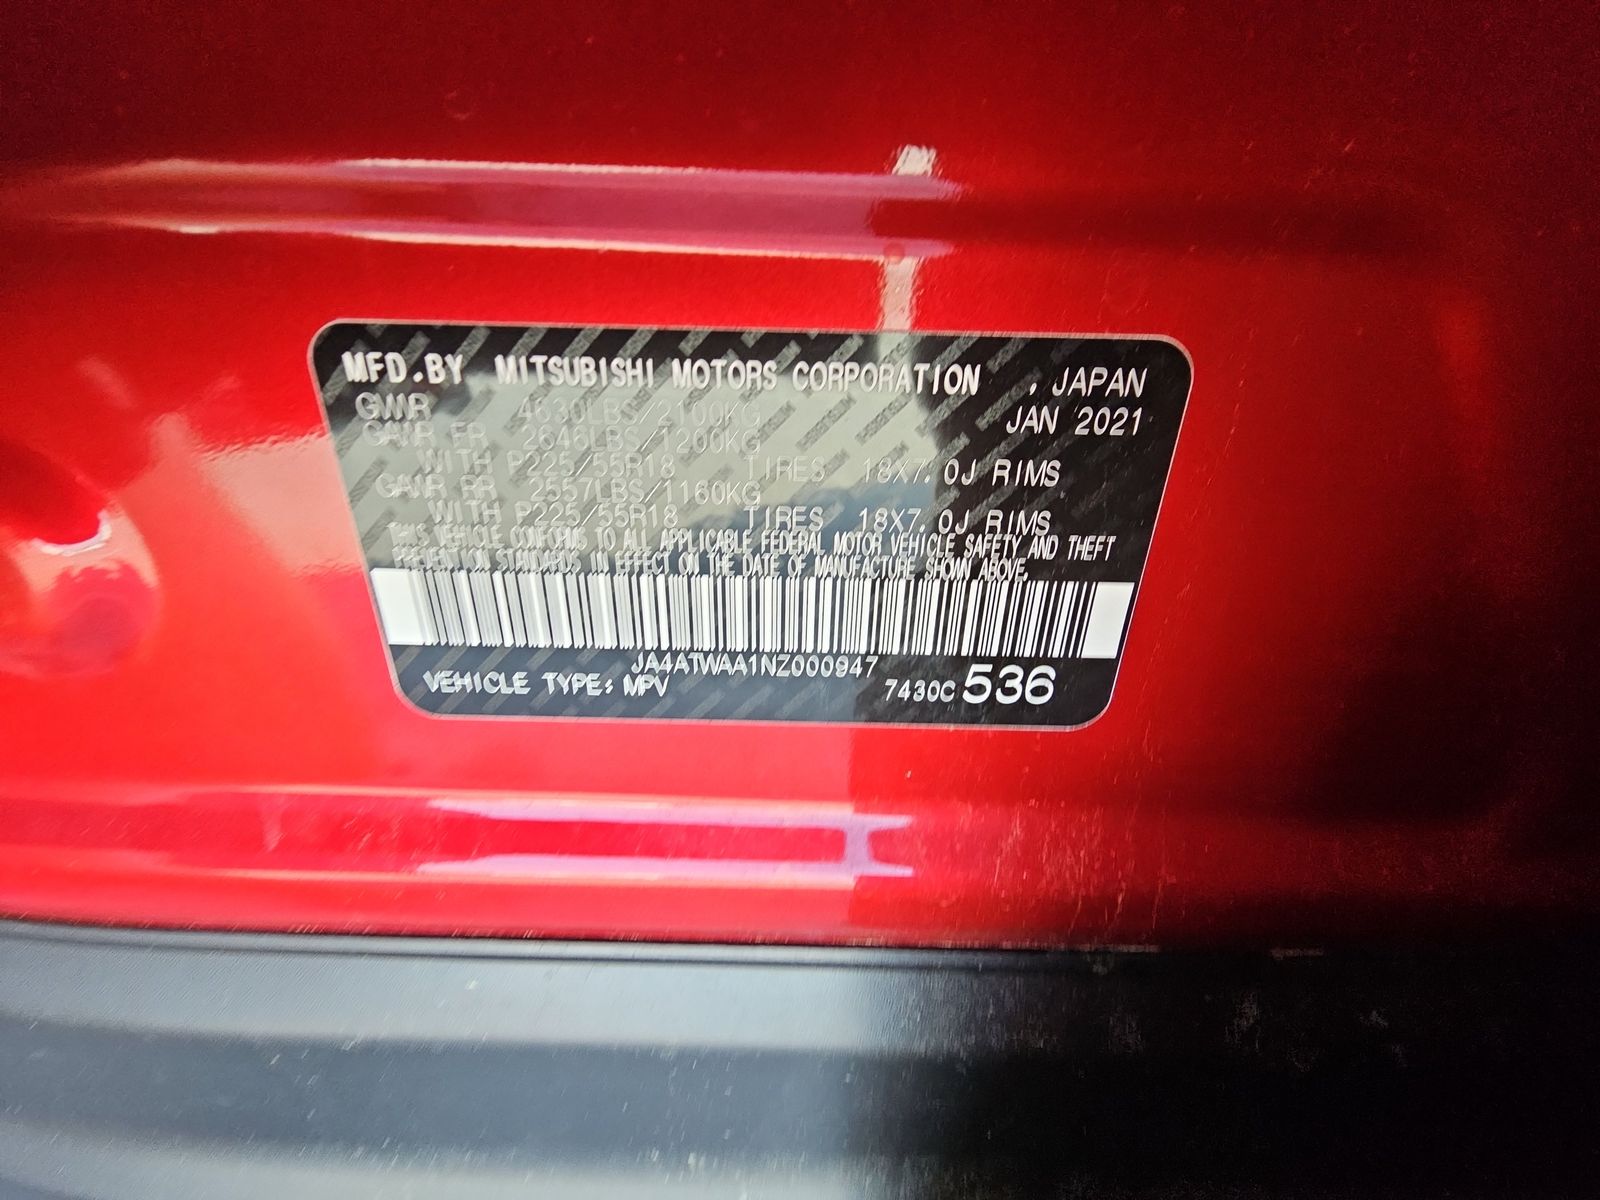 MFD.BY MITSUBISHI MOTORS CORPORATION , JAPAN
GVWR 4630LBS/2100KG JAN 2021
GAWR FR 2646LBS/1200KG
WITH P225/55R18 TIRES 18X7.0J RIMS
GAWR RR 2557LBS/1160KG
WITH P225/55R18 TIRES 18X7.0J RIMS
THIS VEHICLE CONFORMS TO ALL APPLICABLE FEDERAL MOTOR VEHICLE SAFETY AND THEFT
PREVENTION STANDARDS IN EFFECT ON THE DATE OF MANUFACTURE SHOWN ABOVE.
JA4ATWAA1NZ000947
VEHICLE TYPE: MPV 7430C 536